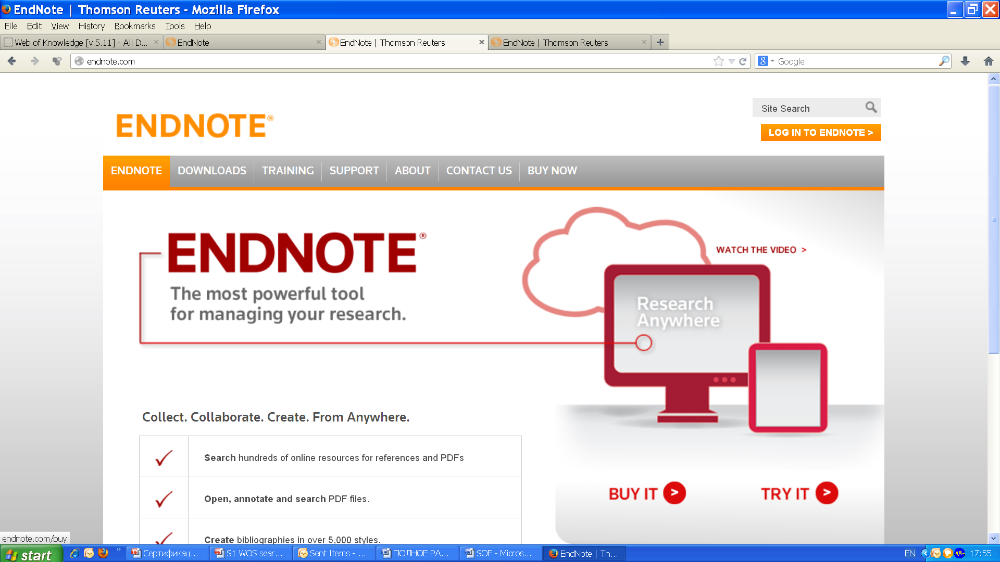 EndNote | Thomson Reuters - Mozilla Firefox
File Edit View History Bookmarks Tools Help
Web of Knowledge [v.5.11] - All D... EndNote EndNote | Thomson Reuters EndNote | Thomson Reuters
endnote.com Google
Site Search
ENDNOTE®
LOG IN TO ENDNOTE >
ENDNOTE DOWNLOADS TRAINING SUPPORT ABOUT CONTACT US BUY NOW
ENDNOTE®
WATCH THE VIDEO >
The most powerful tool
for managing your research.
Research
Anywhere
Collect. Collaborate. Create. From Anywhere.
Search hundreds of online resources for references and PDFs
Open, annotate and search PDF files.
BUY IT >
TRY IT >
Create bibliographies in over 5,000 styles.
endnote.com/buy
start Сертификац... S1 WOS sear... Sent Items - ... ПОЛНОЕ РА... SOF - Micros... EndNote | Th... EN 17:55